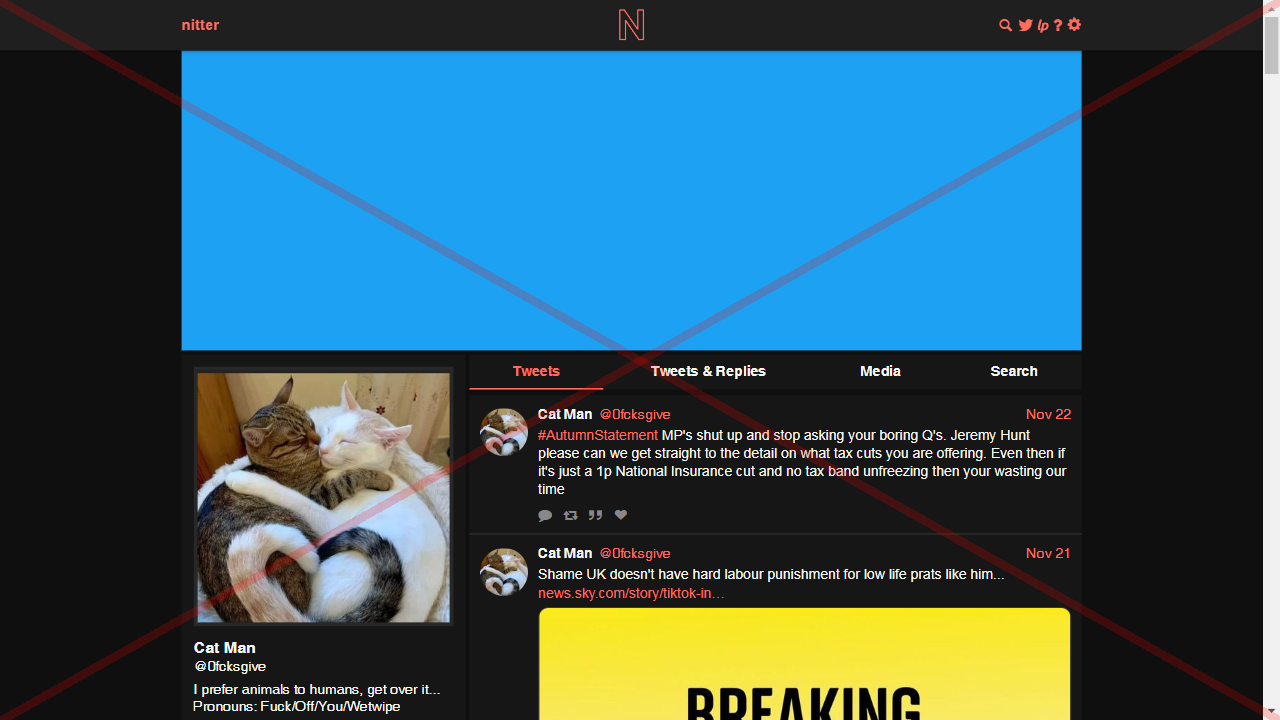 nitter
N
lp ?
Tweets
Tweets & Replies
Media
Search
Cat Man @0fcksgive
Nov 22
#AutumnStatement MP's shut up and stop asking your boring Q's. Jeremy Hunt
please can we get straight to the detail on what tax cuts you are offering. Even then if
it's just a 1p National Insurance cut and no tax band unfreezing then your wasting our
time
Cat Man @0fcksgive
Nov 21
Shame UK doesn't have hard labour punishment for low life prats like him...
news.sky.com/story/tiktok-in…
BREAKING
Cat Man
@0fcksgive
I prefer animals to humans, get over it...
Pronouns: Fuck/Off/You/Wetwipe